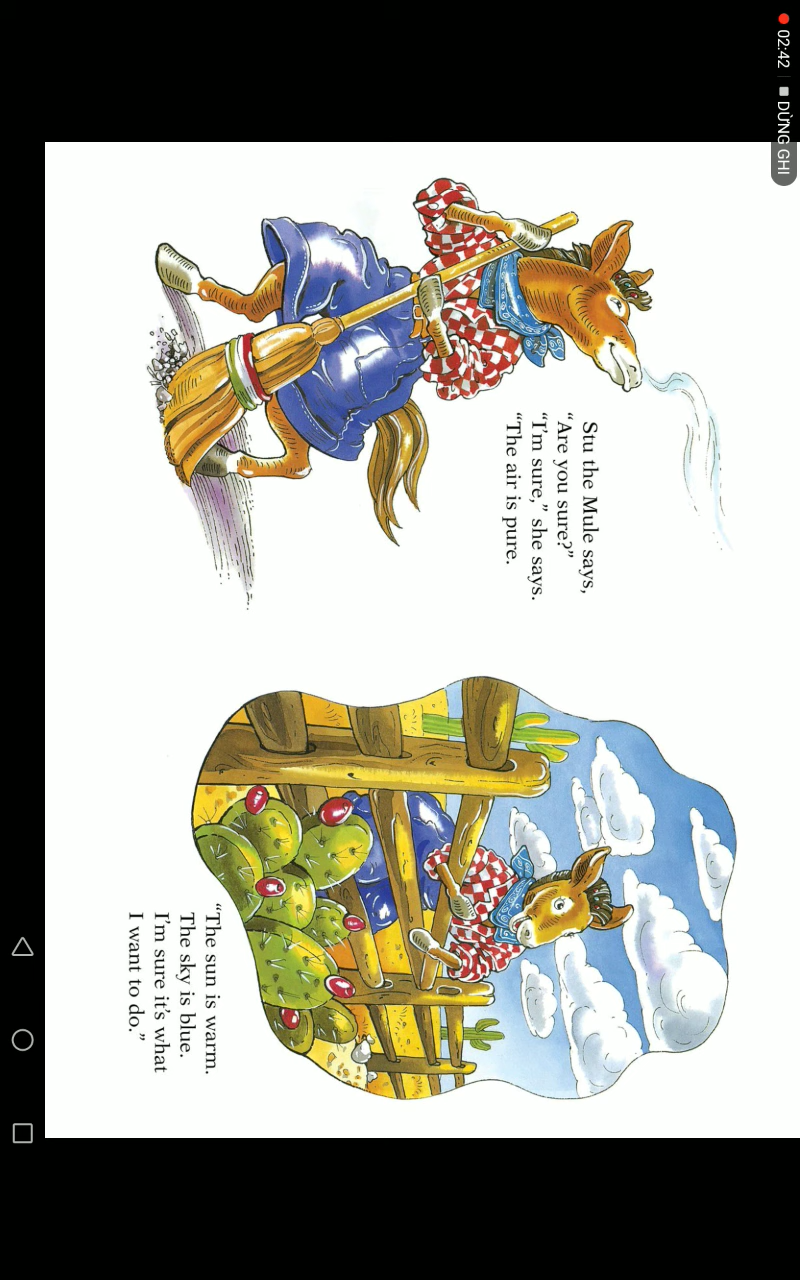 02:42 DỪNG GHI
Stu the Mule says,
“Are you sure?”
“I'm sure,” she says.
“The air is pure.
“The sun is warm.
The sky is blue.
I'm sure it's what
I want to do.”